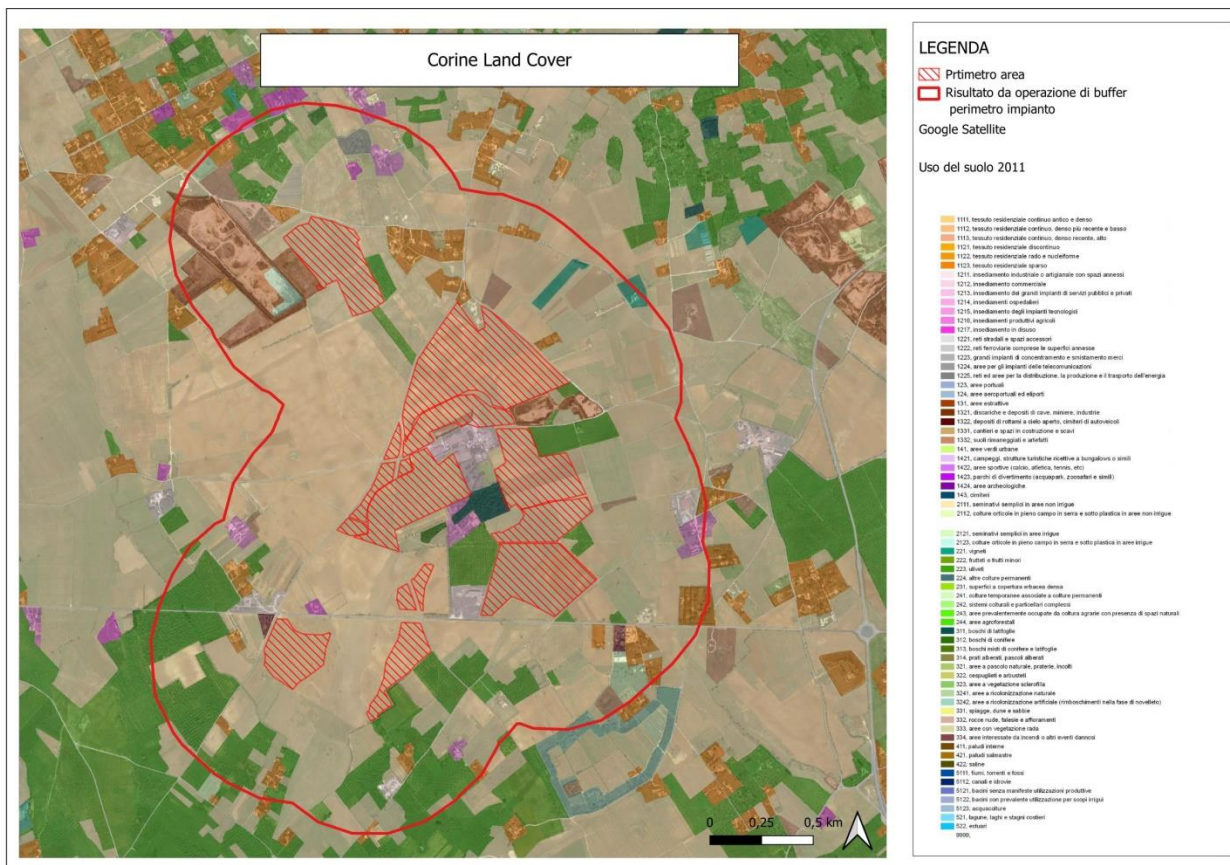 Corine Land Cover
LEGENDA
Prtimetro area
Risultato da operazione di buffer
perimetro impianto
Google Satellite
Uso del suolo 2011
1111, tessuto residenziale continuo antico e denso
1112, tessuto residenziale continuo, denso più recente e basso
1113, tessuto residenziale continuo, denso recente, alto
1121, tessuto residenziale discontinuo
1122, tessuto residenziale rado e nucleiforme
1123, tessuto residenziale sparso
1211, insediamento industriale o artigianale con spazi annessi
1212, insediamento commerciale
1213, insediamento dei grandi impianti di servizi pubblici e privati
1214, insediamenti ospedalieri
1215, insediamento degli impianti tecnologici
1216, insediamenti produttivi agricoli
1217, insediamento in disuso
1221, reti stradali e spazi accessori
1222, reti ferroviarie comprese le superfici annesse
1223, grandi impianti di concentramento e smistamento merci
1224, aree per gli impianti delle telecomunicazioni
1225, reti ed aree per la distribuzione, la produzione e il trasporto dell'energia
123, aree portuali
124, aree aeroportuali ed eliporti
131, aree estrattive
1321, discariche e depositi di cave, miniere, industrie
1322, depositi di rottami a cielo aperto, cimiteri di autoveicoli
1331, cantieri e spazi in costruzione e scavi
1332, suoli rimaneggiati e artefatti
141, aree verdi urbane
1421, campeggi, strutture turistiche ricettive a bungalows o simili
1422, aree sportive (calcio, atletica, tennis, etc)
1423, parchi di divertimento (acquapark, zoosafari e simili)
1424, aree archeologiche
143, cimiteri
2111, seminativi semplici in aree non irrigue
2112, colture orticole in pieno campo in serra e sotto plastica in aree non irrigue
2121, seminativi semplici in aree irrigue
2123, colture orticole in pieno campo in serra e sotto plastica in aree irrigue
221, vigneti
222, frutteti e frutti minori
223, uliveti
224, altre colture permanenti
231, superfici a copertura erbacea densa
241, colture temporanee associate a colture permanenti
242, sistemi colturali e particellari complessi
243, aree prevalentemente occupate da coltura agrarie con presenza di spazi naturali
244, aree agroforestali
311, boschi di latifoglie
312, boschi di conifere
313, boschi misti di conifere e latifoglie
314, prati alberati, pascoli alberati
321, aree a pascolo naturale, praterie, incolti
322, cespuglieti e arbusteti
323, aree a vegetazione sclerofilla
3241, aree a ricolonizzazione naturale
3242, aree a ricolonizzazione artificiale (rimboschimenti nella fase di novelleto)
331, spiagge, dune e sabbie
332, rocce nude, falesie e affioramenti
333, aree con vegetazione rada
334, aree interessate da incendi o altri eventi dannosi
411, paludi interne
421, paludi salmastre
422, saline
5111, fiumi, torrenti e fossi
5112, canali e idrovie
5121, bacini senza manifeste utilizzazioni produttive
5122, bacini con prevalente utilizzazione per scopi irrigui
5123, acquacolture
521, lagune, laghi e stagni costieri
522, estuari
9999,
0 0,25 0,5 km